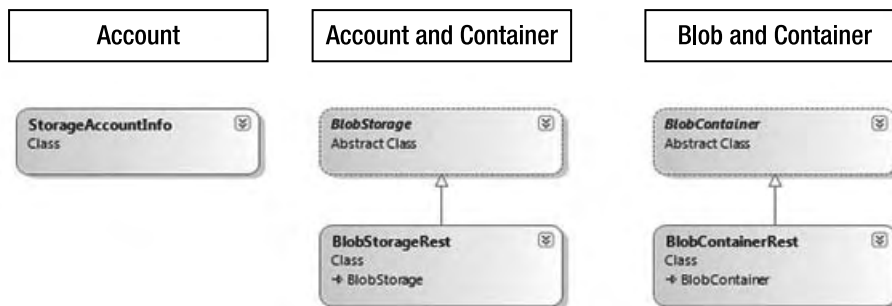 Account
Account and Container
Blob and Container
StorageAccountInfo
Class
BlobStorage
Abstract Class
BlobContainer
Abstract Class
BlobStorageRest
Class
BlobStorage
BlobContainerRest
Class
BlobContainer